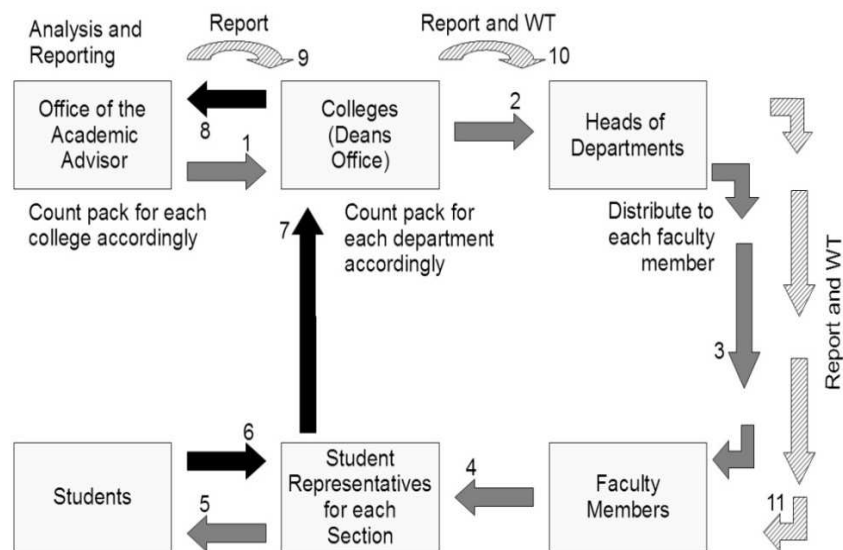 Analysis and
Reporting
Report
9
Report and WT
10
Office of the
Academic
Advisor
8
1
Colleges
(Deans
Office)
2
Heads of
Departments
Count pack for each
college accordingly
7
Count pack for
each department
accordingly
Distribute to
each faculty
member
3
Report and WT
Students
6
5
Student
Representatives
for each
Section
4
Faculty
Members
11